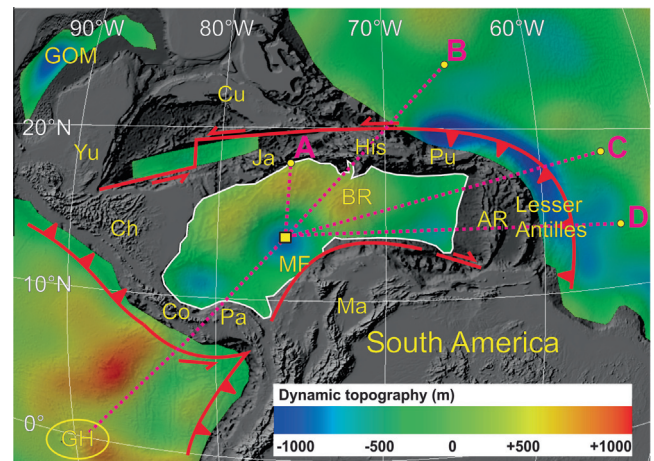 90°W 80°W 70°W 60°W
GOM
B
Cu
20°N
Yu
Ja
A
His
Pu
C
BR
Ch
AR
Lesser
Antilles
D
MF
10°N
Co
Pa
Ma
South America
Dynamic topography (m)
-1000 -500 0 +500 +1000
0°
GH